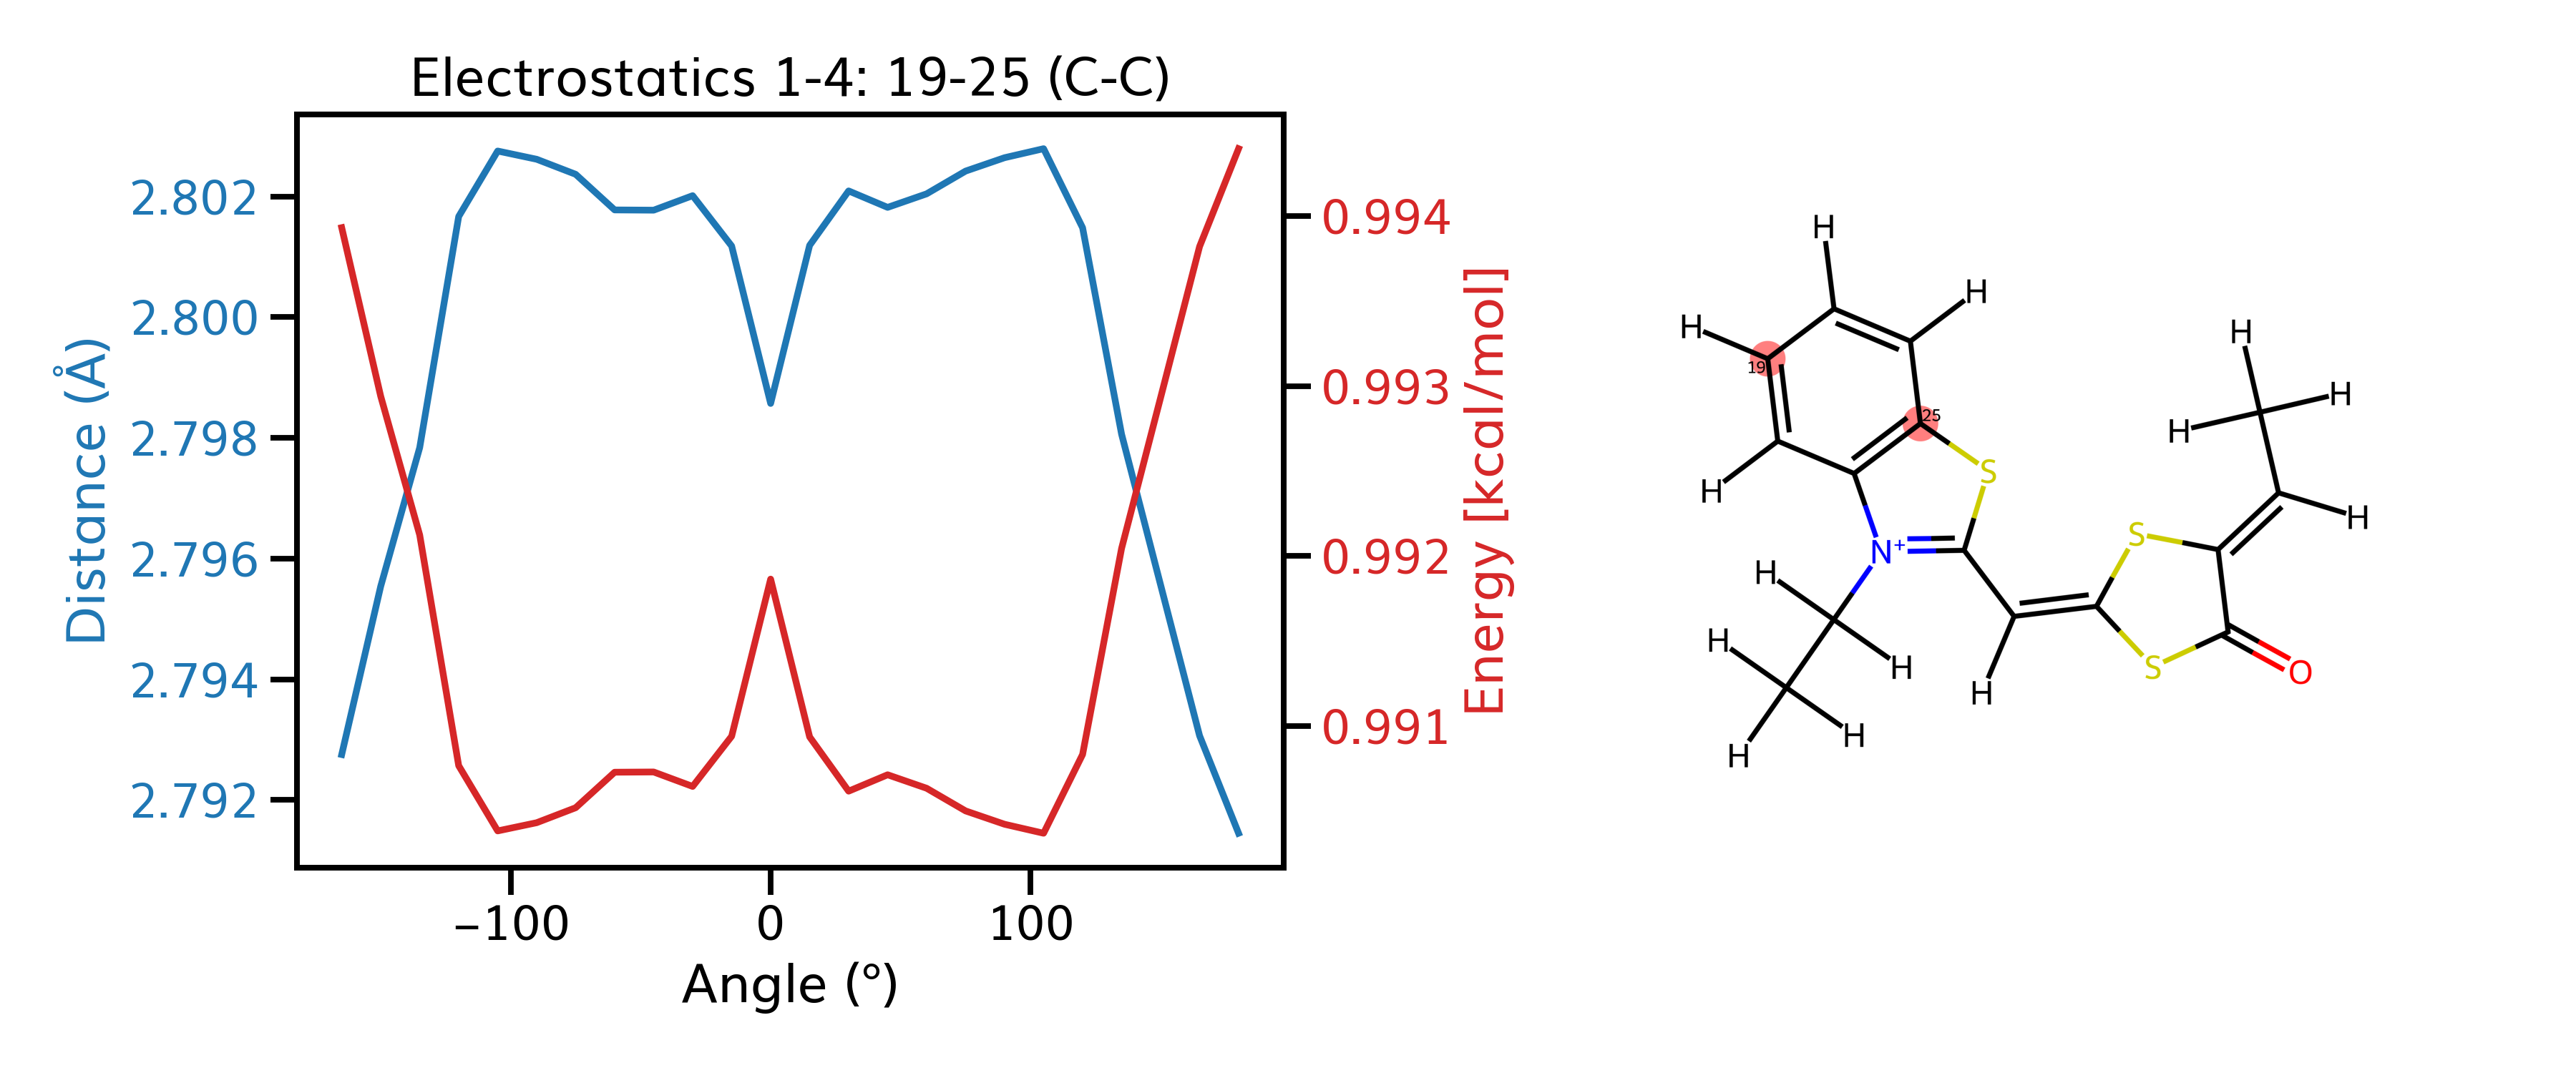 Electrostatics 1-4: 19-25 (C-C)
Distance (Å)
2.802
2.800
2.798
2.796
2.794
2.792
0.994
0.993
0.992
0.991
Energy [kcal/mol]
−100
0
100
Angle (°)
H
H
H
H
19
25
H
H
H
S
H
H
S
N+
H
H
S
O
H
H
H
H